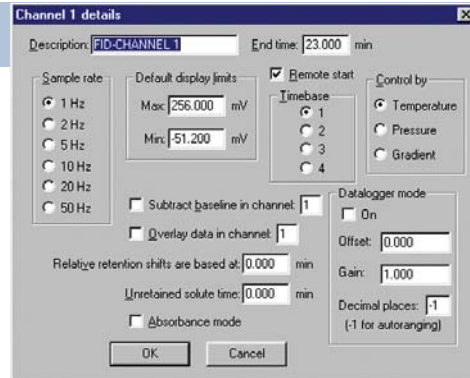 Channel 1 details
Description: FID-CHANNEL 1 End time: 23.000 min
Sample rate
1 Hz
2 Hz
5 Hz
10 Hz
20 Hz
50 Hz
Default display limits
Max: 256.000 mV
Min: -51.200 mV
Remote start
Timebase
1
2
3
4
Control by
Temperature
Pressure
Gradient
Subtract baseline in channel: 1
Overlay data in channel: 1
Relative retention shifts are based at: 0.000 min
Unretained solute time: 0.000 min
Absorbance mode
Datalogger mode
On
Offset: 0.000
Gain: 1.000
Decimal places: -1
(-1 for autoranging)
OK Cancel